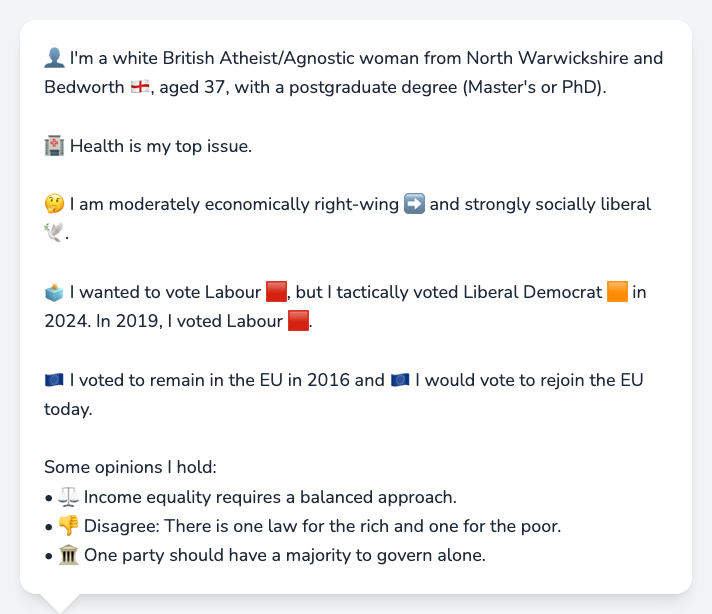 👤 I'm a white British Atheist/Agnostic woman from North Warwickshire and
Bedworth 🏴󠁧󠁢󠁥󠁮󠁧󠁿, aged 37, with a postgraduate degree (Master's or PhD).
🏥 Health is my top issue.
🤔 I am moderately economically right-wing ➡️ and strongly socially liberal
🕊️.
🗳️ I wanted to vote Labour 🟥, but I tactically voted Liberal Democrat 🟧 in
2024. In 2019, I voted Labour 🟥.
🇪🇺 I voted to remain in the EU in 2016 and 🇪🇺 I would vote to rejoin the EU
today.
Some opinions I hold:
• ⚖️ Income equality requires a balanced approach.
• 👎 Disagree: There is one law for the rich and one for the poor.
• 🏛️ One party should have a majority to govern alone.